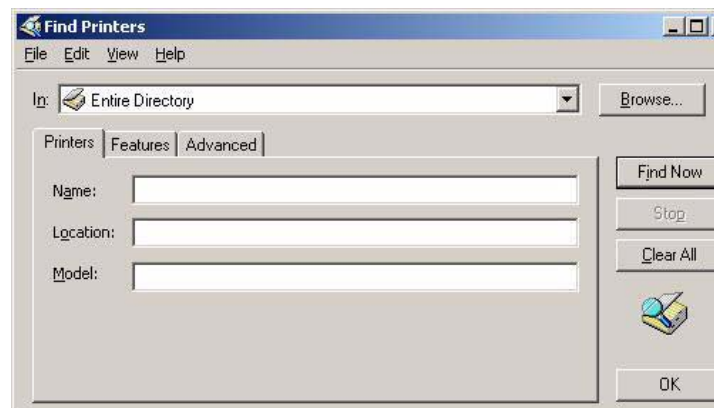 Find Printers
File Edit View Help
In: Entire Directory Browse...
Printers Features Advanced
Name:
Location:
Model:
Find Now
Stop
Clear All
OK